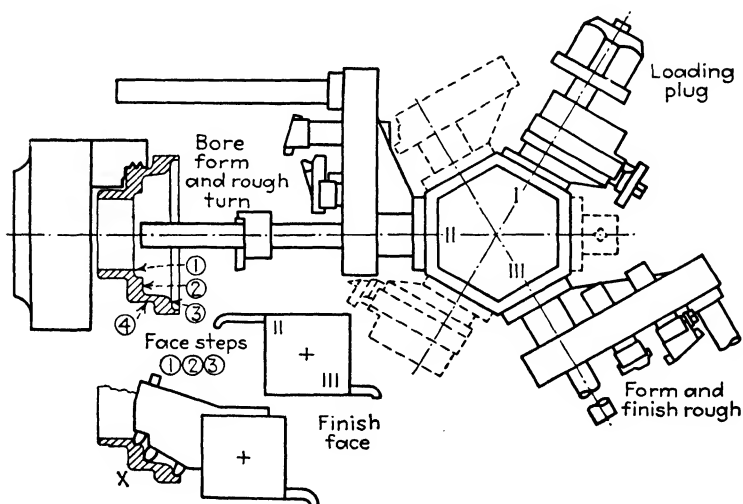 Loading
plug
Bore
form
and rough
turn
I
II
III
①
②
④
③
Face steps
①②③
II
III
Finish
face
Form and
finish rough
X